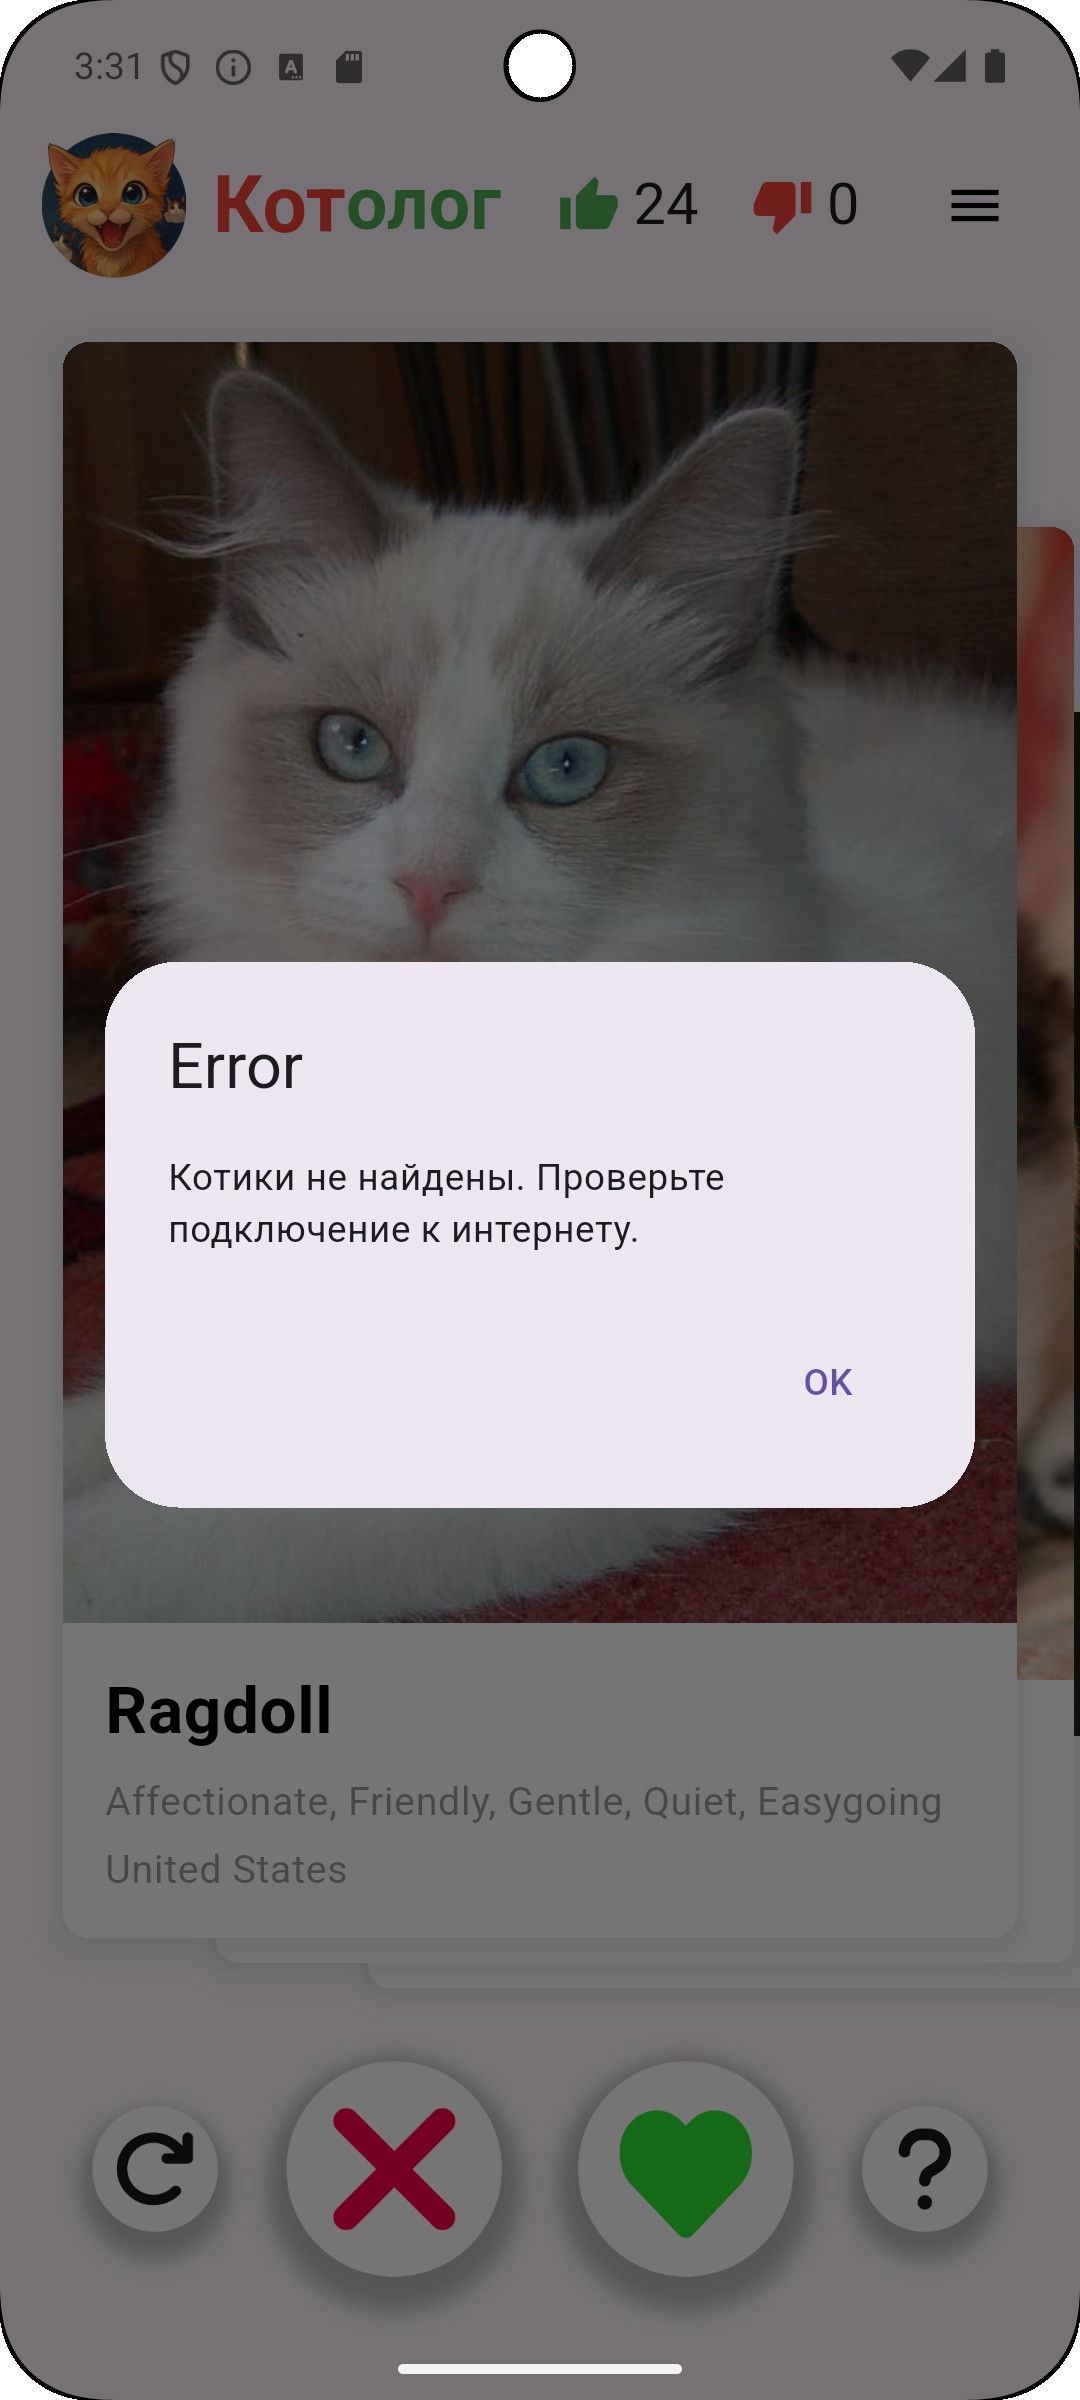 3:31
Котолог 24 0
Error
Котики не найдены. Проверьте
подключение к интернету.
OK
Ragdoll
Affectionate, Friendly, Gentle, Quiet, Easygoing
United States